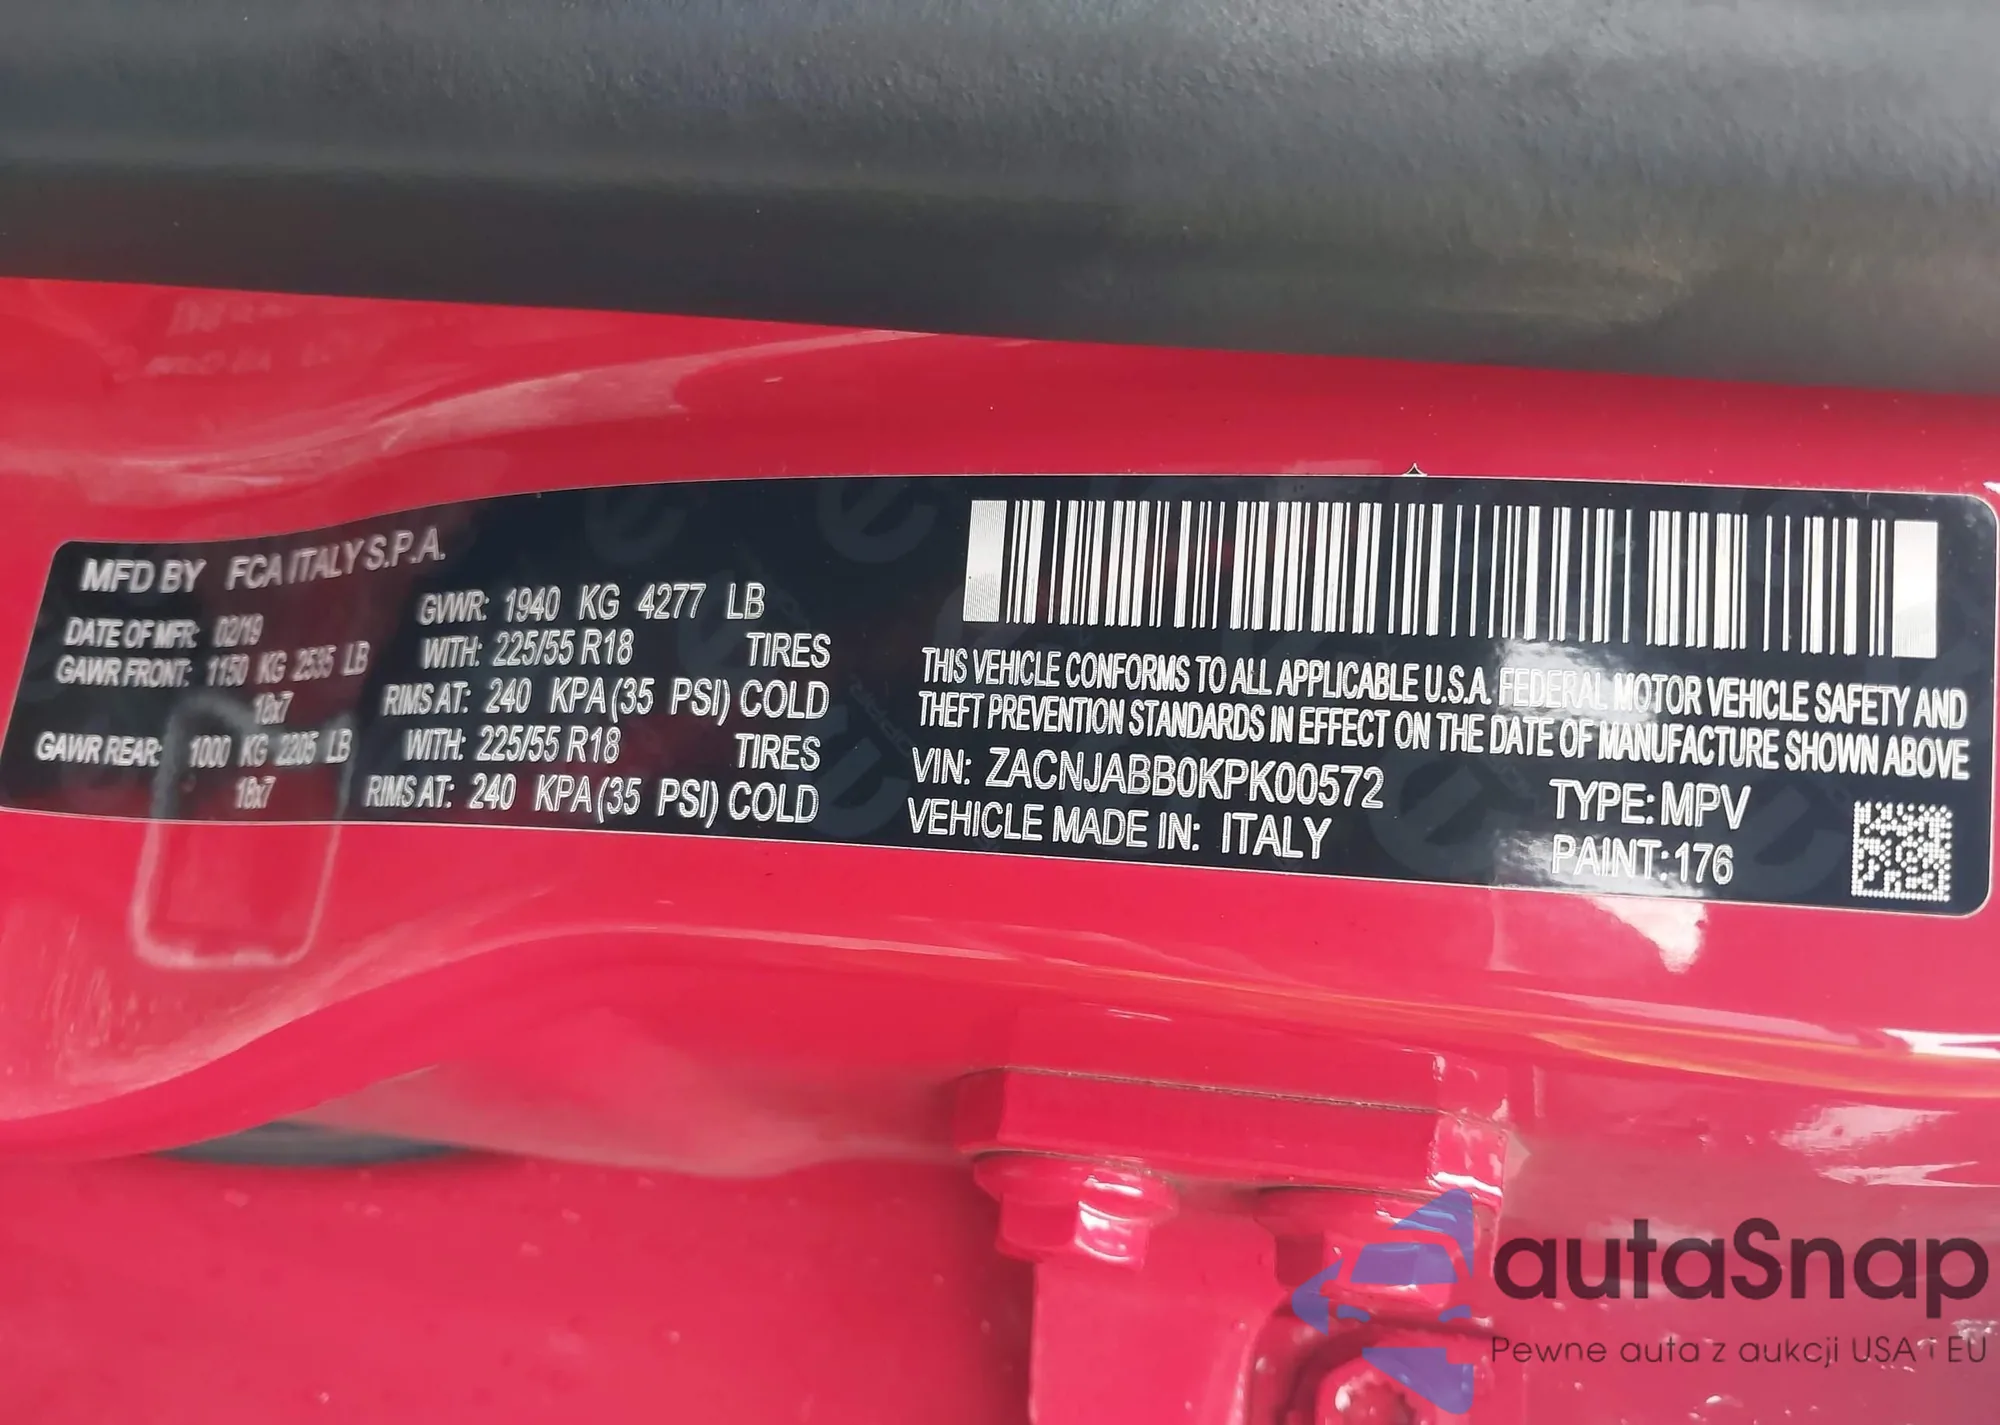 MFD BY FCA ITALY S.P.A.
DATE OF MFR: 02/19
GAWR FRONT: 1150 KG 2535 LB
18x7
GAWR REAR: 1000 KG 2205 LB
18x7
GVWR: 1940 KG 4277 LB
WITH: 225/55 R18 TIRES
RIMS AT: 240 KPA (35 PSI) COLD
WITH: 225/55 R18 TIRES
RIMS AT: 240 KPA (35 PSI) COLD
THIS VEHICLE CONFORMS TO ALL APPLICABLE U.S.A. FEDERAL MOTOR VEHICLE SAFETY AND
THEFT PREVENTION STANDARDS IN EFFECT ON THE DATE OF MANUFACTURE SHOWN ABOVE
VIN: ZACNJABB0KPK00572
TYPE: MPV
VEHICLE MADE IN: ITALY
PAINT: 176
autaSnap
Pewne auta z aukcji USA i EU